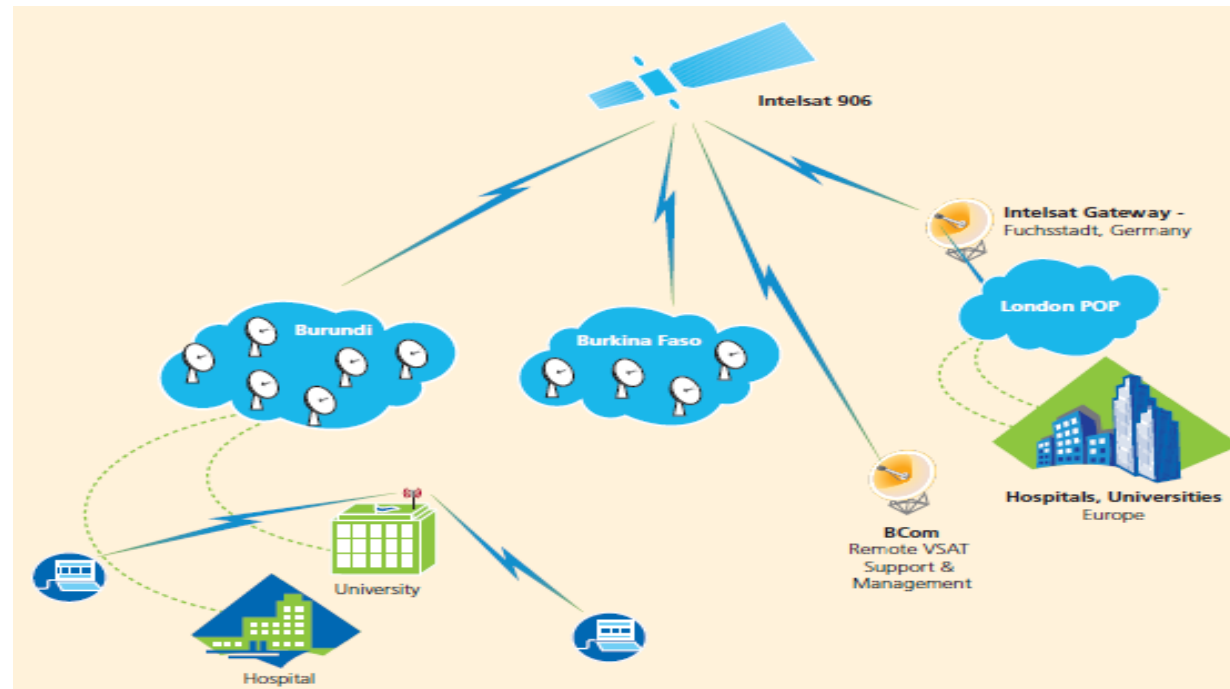 Intelsat 906
Intelsat Gateway -
Fuchsstadt, Germany
London POP
Burundi
Burkina Faso
Hospitals, Universities
Europe
BCom
Remote VSAT
Support &
Management
University
Hospital